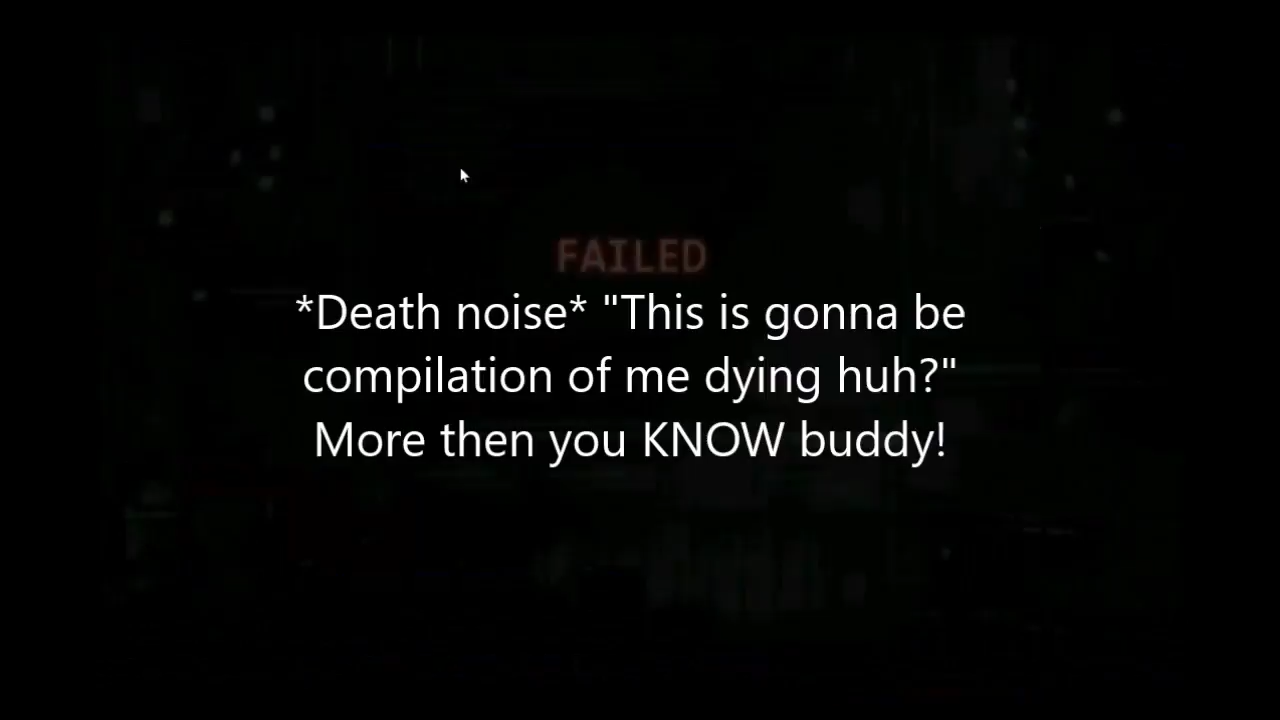 FAILED
*Death noise* "This is gonna be
compilation of me dying huh?"
More then you KNOW buddy!